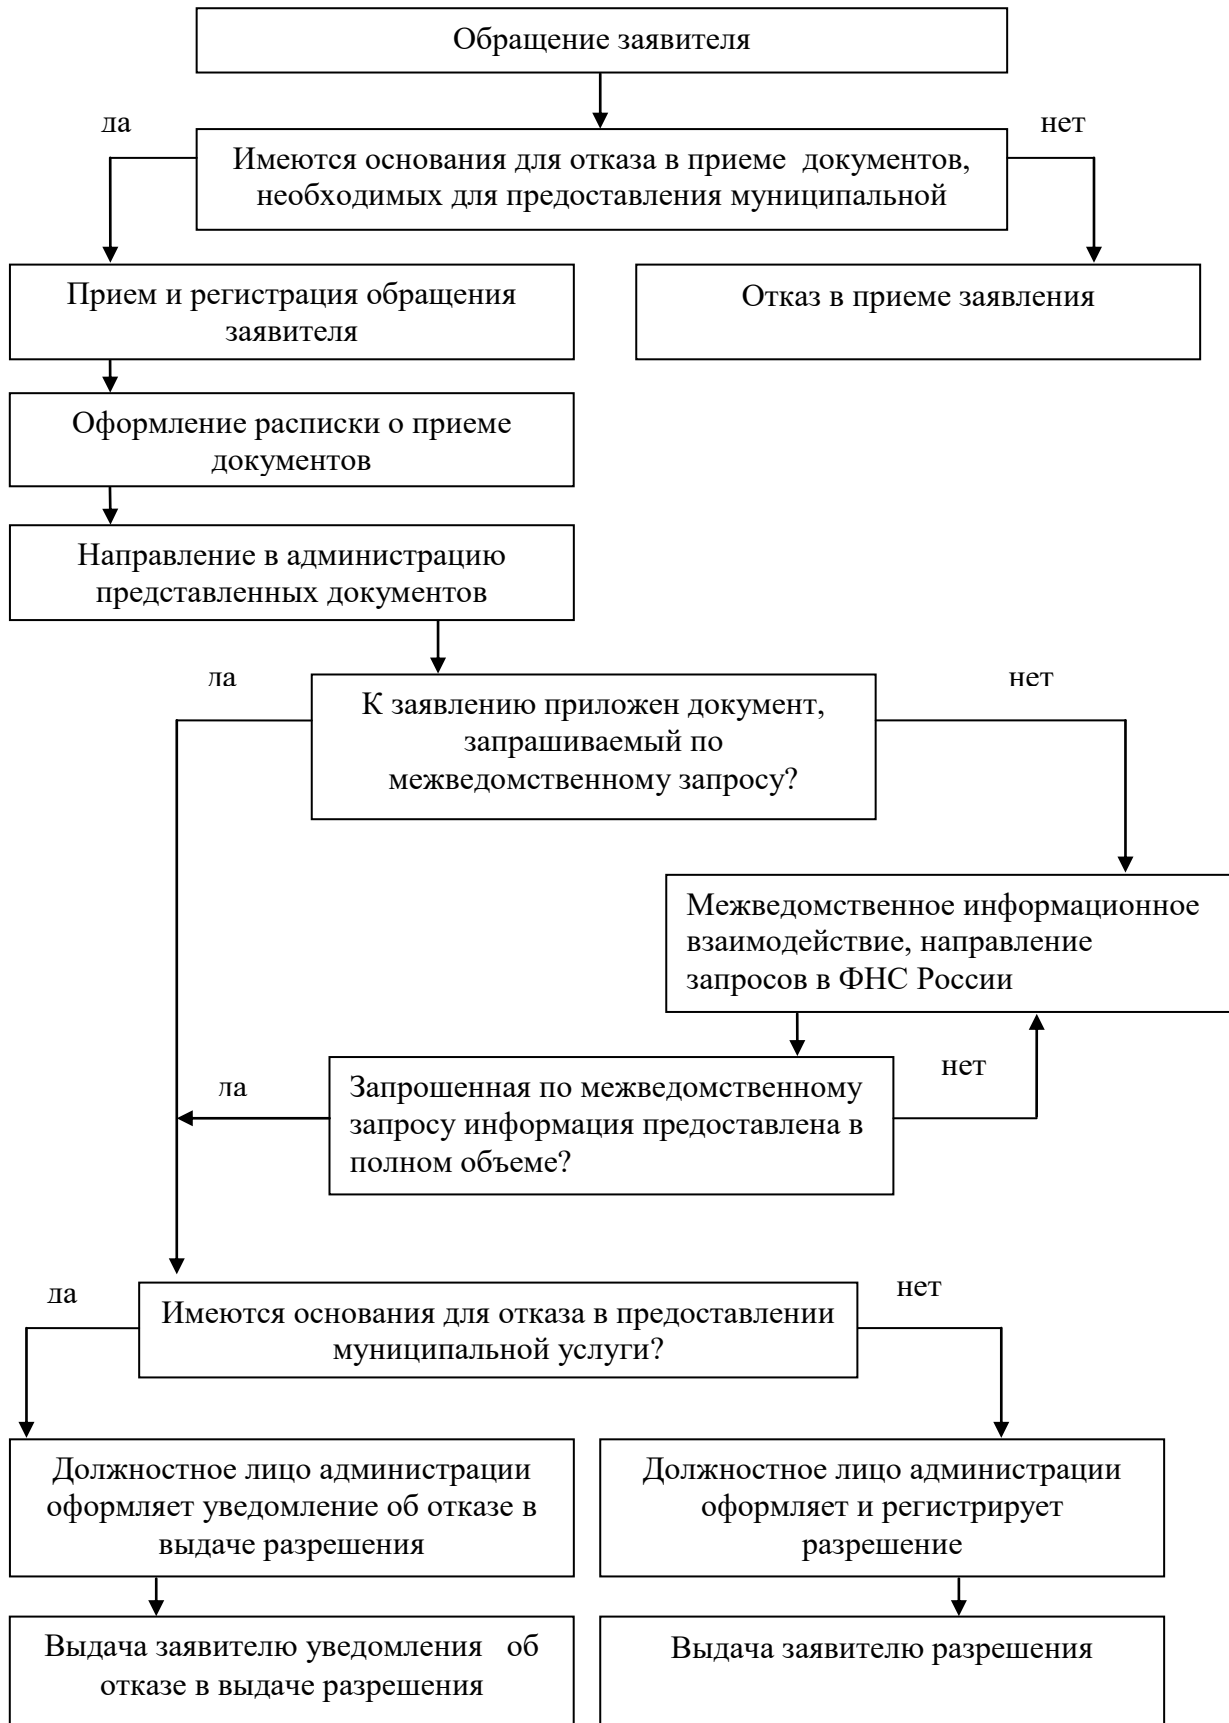 Обращение заявителя
да
нет
Имеются основания для отказа в приеме документов,
необходимых для предоставления муниципальной
Прием и регистрация обращения
заявителя
Отказ в приеме заявления
Оформление расписки о приеме
документов
Направление в администрацию
представленных документов
да
нет
К заявлению приложен документ,
запрашиваемый по
межведомственному запросу?
Межведомственное информационное
взаимодействие, направление
запросов в ФНС России
нет
да
Запрошенная по межведомственному
запросу информация предоставлена в
полном объеме?
да
нет
Имеются основания для отказа в предоставлении
муниципальной услуги?
Должностное лицо администрации
оформляет уведомление об отказе в
выдаче разрешения
Должностное лицо администрации
оформляет и регистрирует
разрешение
Выдача заявителю уведомления об
отказе в выдаче разрешения
Выдача заявителю разрешения